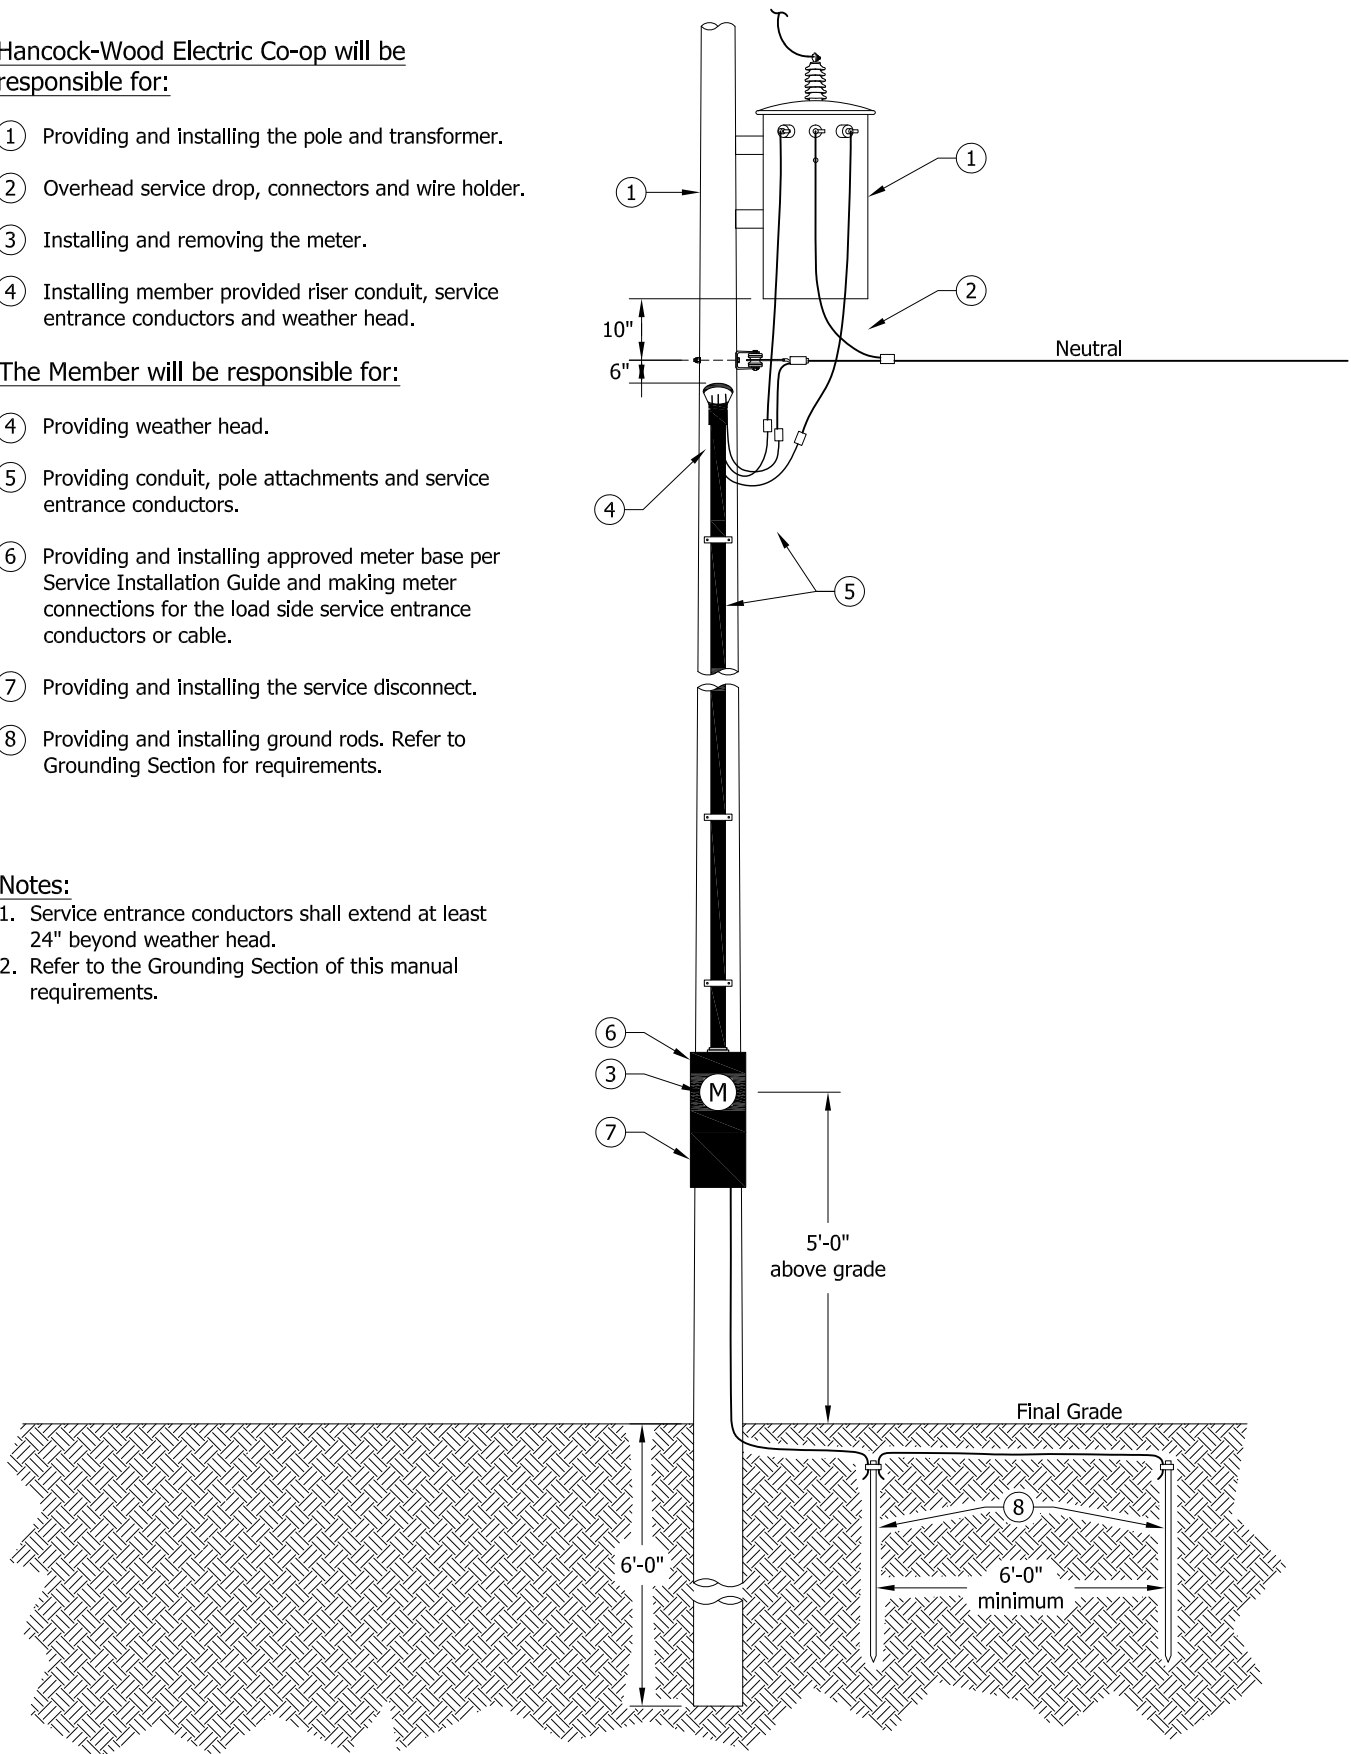 Hancock-Wood Electric Co-op will be
responsible for:
1 Providing and installing the pole and transformer.
2 Overhead service drop, connectors and wire holder.
3 Installing and removing the meter.
4 Installing member provided riser conduit, service
entrance conductors and weather head.
The Member will be responsible for:
4 Providing weather head.
5 Providing conduit, pole attachments and service
entrance conductors.
6 Providing and installing approved meter base per
Service Installation Guide and making meter
connections for the load side service entrance
conductors or cable.
7 Providing and installing the service disconnect.
8 Providing and installing ground rods. Refer to
Grounding Section for requirements.
Notes:
1. Service entrance conductors shall extend at least
24" beyond weather head.
2. Refer to the Grounding Section of this manual
requirements.
1
1
2
10"
Neutral
6"
4
5
6
3
M
7
5'-0"
above grade
Final Grade
8
6'-0"
6'-0"
minimum